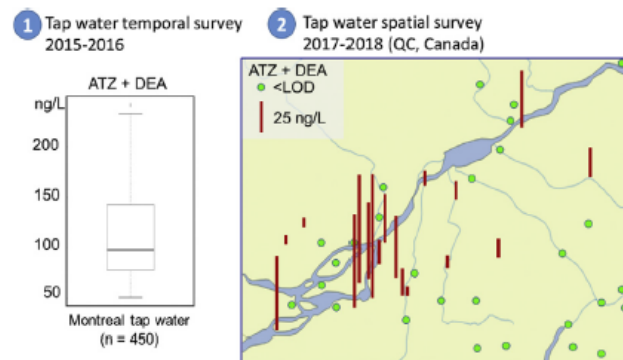 1 Tap water temporal survey
2015-2016
ATZ + DEA
ng/L
200
150
100
50
Montreal tap water
(n = 450)
2 Tap water spatial survey
2017-2018 (QC, Canada)
ATZ + DEA
<LOD
25 ng/L